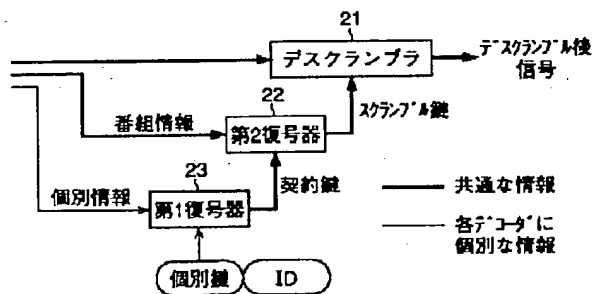 21
デスクランブラ
デスクランブル後
信号
22
スクランブル鍵
番組情報
第2復号器
23
契約鍵
共通な情報
個別情報
第1復号器
各デコーダに
個別な情報
個別鍵
ID